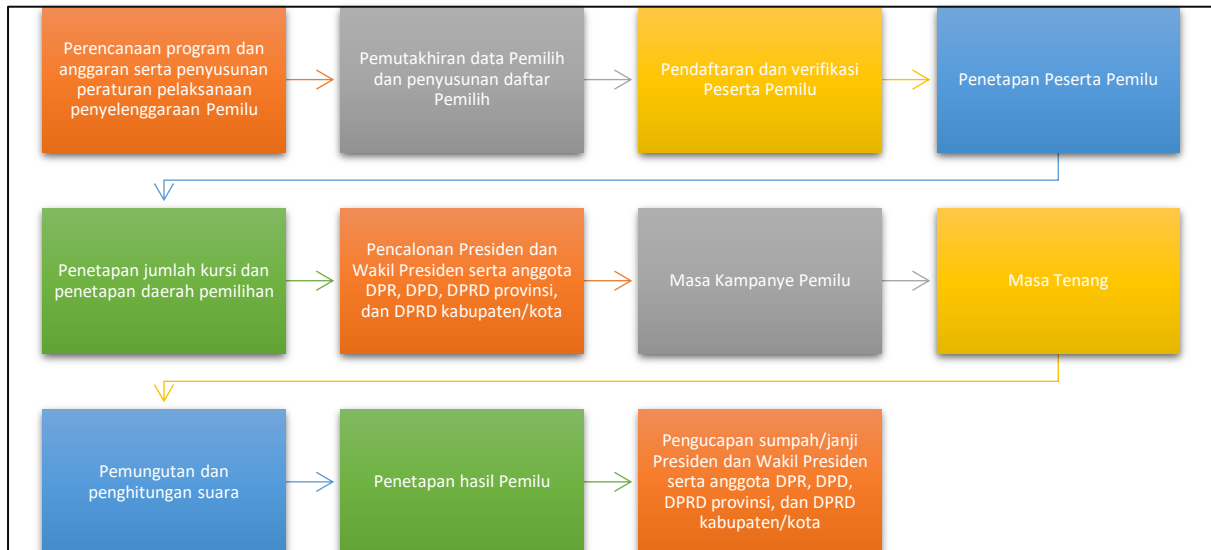 Perencanaan program dan
anggaran serta penyusunan
peraturan pelaksanaan
penyelenggaraan Pemilu
Pemutakhiran data Pemilih
dan penyusunan daftar
Pemilih
Pendaftaran dan verifikasi
Peserta Pemilu
Penetapan Peserta Pemilu
Penetapan jumlah kursi dan
penetapan daerah pemilihan
Pencalonan Presiden dan
Wakil Presiden serta anggota
DPR, DPD, DPRD provinsi,
dan DPRD kabupaten/kota
Masa Kampanye Pemilu
Masa Tenang
Pemungutan dan
penghitungan suara
Penetapan hasil Pemilu
Pengucapan sumpah/janji
Presiden dan Wakil Presiden
serta anggota DPR, DPD,
DPRD provinsi, dan DPRD
kabupaten/kota